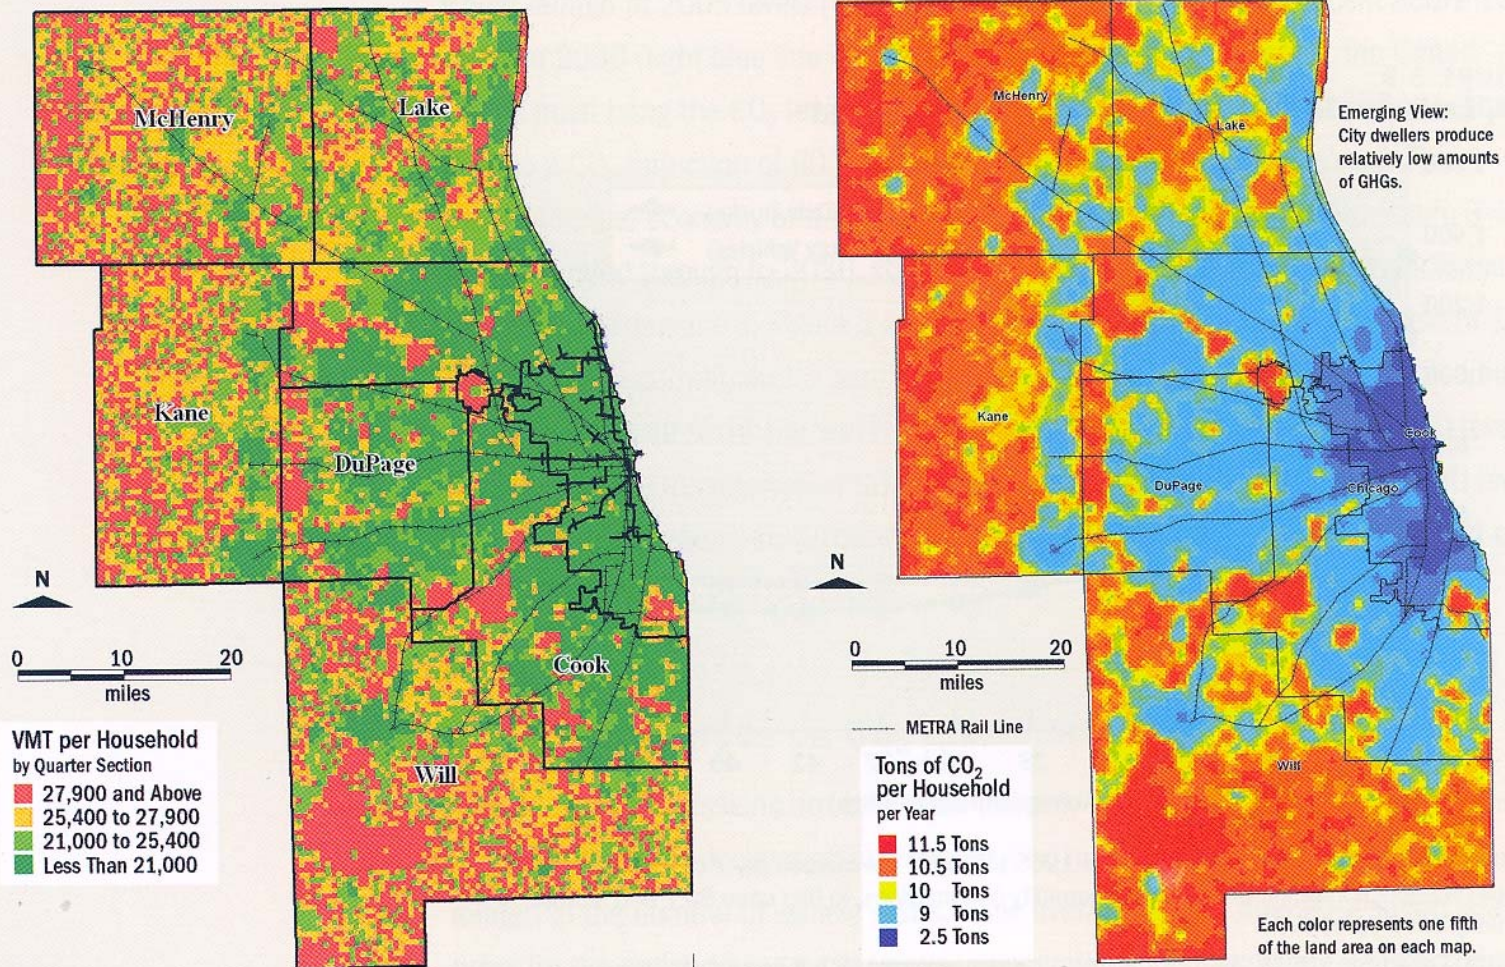 McHenry
Lake
Kane
DuPage
Cook
Will
N
0 10 20
miles
VMT per Household
by Quarter Section
27,900 and Above
25,400 to 27,900
21,000 to 25,400
Less Than 21,000
McHenry
Lake
Emerging View:
City dwellers produce
relatively low amounts
of GHGs.
Kane
Cook
DuPage
Chicago
Will
N
0 10 20
miles
METRA Rail Line
Tons of CO2
per Household
per Year
11.5 Tons
10.5 Tons
10 Tons
9 Tons
2.5 Tons
Each color represents one fifth
of the land area on each map.